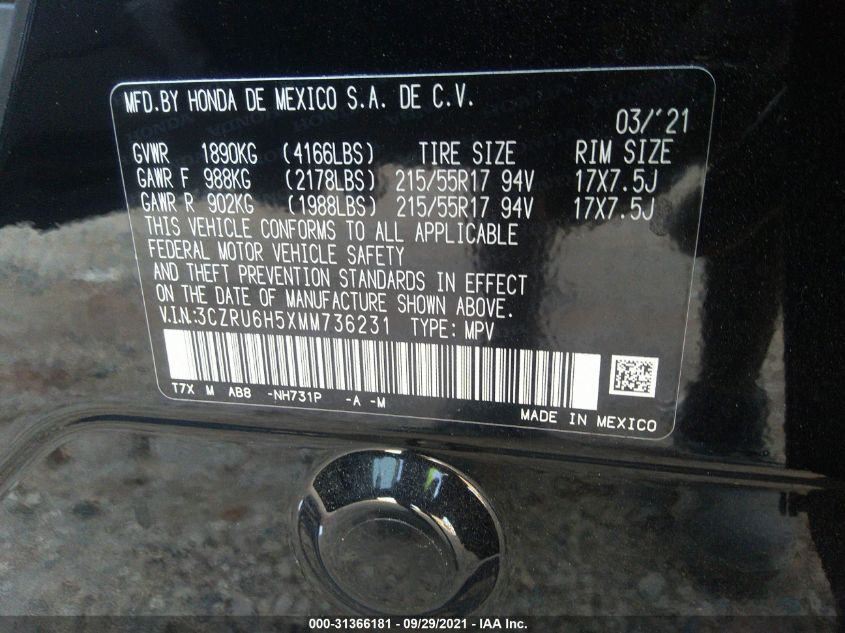 MFD.BY HONDA DE MEXICO S.A. DE C.V.
03/'21
GVWR 1890KG (4166LBS) TIRE SIZE RIM SIZE
GAWR F 988KG (2178LBS) 215/55R17 94V 17X7.5J
GAWR R 902KG (1988LBS) 215/55R17 94V 17X7.5J
THIS VEHICLE CONFORMS TO ALL APPLICABLE
FEDERAL MOTOR VEHICLE SAFETY
AND THEFT PREVENTION STANDARDS IN EFFECT
ON THE DATE OF MANUFACTURE SHOWN ABOVE.
V.I.N.:3CZRU6H5XMM736231 TYPE: MPV
T7X M AB8 -NH731P -A -M
MADE IN MEXICO
000-31366181 - 09/29/2021 - IAA Inc.